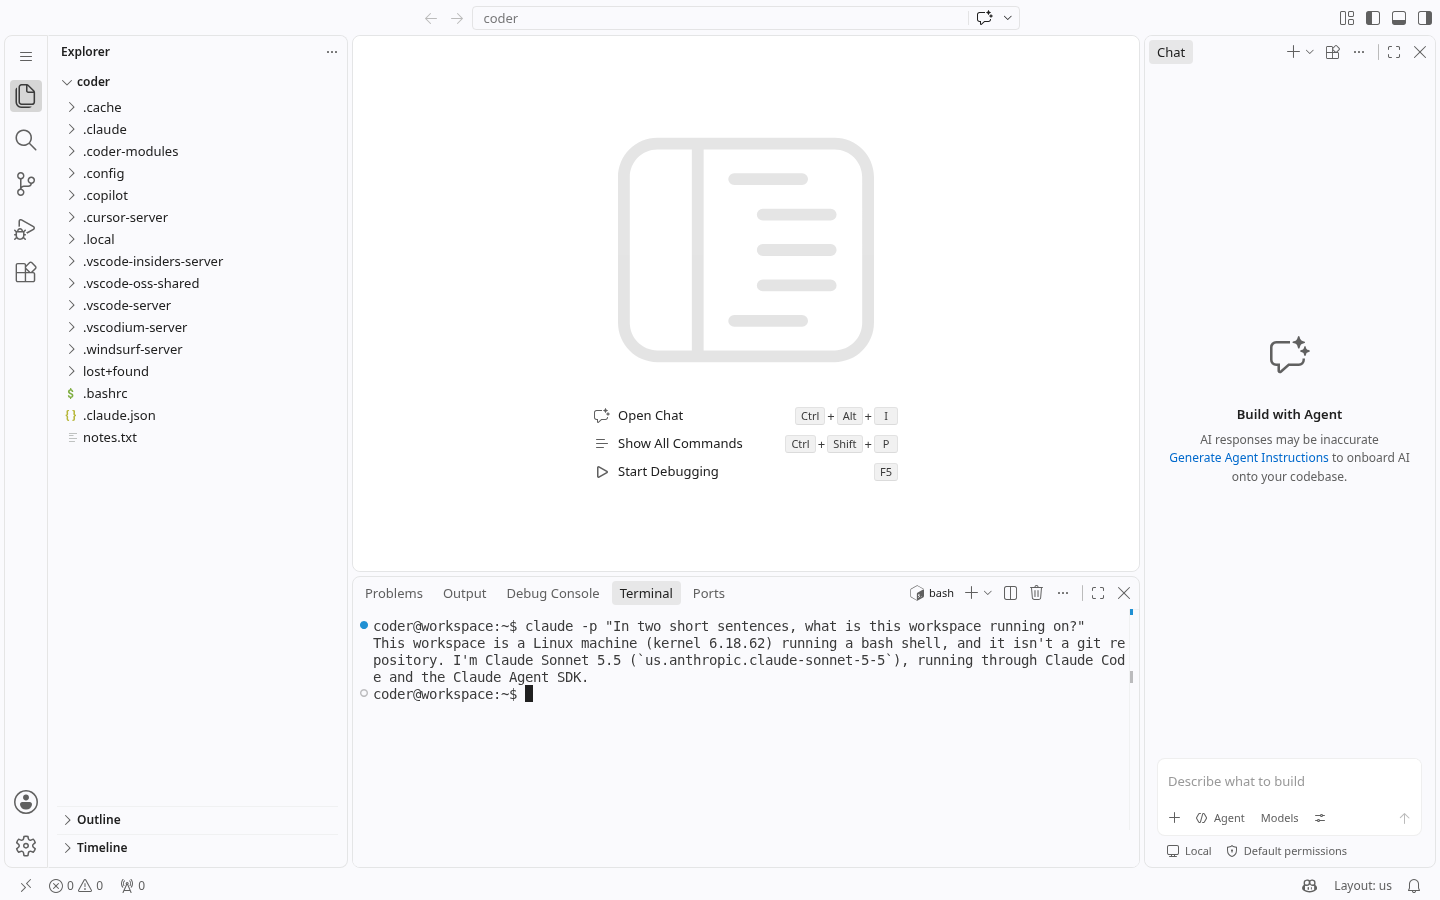 coder
Explorer
coder
.cache
.claude
.coder-modules
.config
.copilot
.cursor-server
.local
.vscode-insiders-server
.vscode-oss-shared
.vscode-server
.vscodium-server
.windsurf-server
lost+found
.bashrc
.claude.json
notes.txt
Outline
Timeline
Open Chat Ctrl + Alt + I
Show All Commands Ctrl + Shift + P
Start Debugging F5
Problems Output Debug Console Terminal Ports bash
coder@workspace:~$ claude -p "In two short sentences, what is this workspace running on?"
This workspace is a Linux machine (kernel 6.18.62) running a bash shell, and it isn't a git re
pository. I'm Claude Sonnet 5.5 (`us.anthropic.claude-sonnet-5-5`), running through Claude Cod
e and the Claude Agent SDK.
coder@workspace:~$
Chat
Build with Agent
AI responses may be inaccurate
Generate Agent Instructions to onboard AI
onto your codebase.
Describe what to build
Agent Models
Local Default permissions
0 0 0 Layout: us